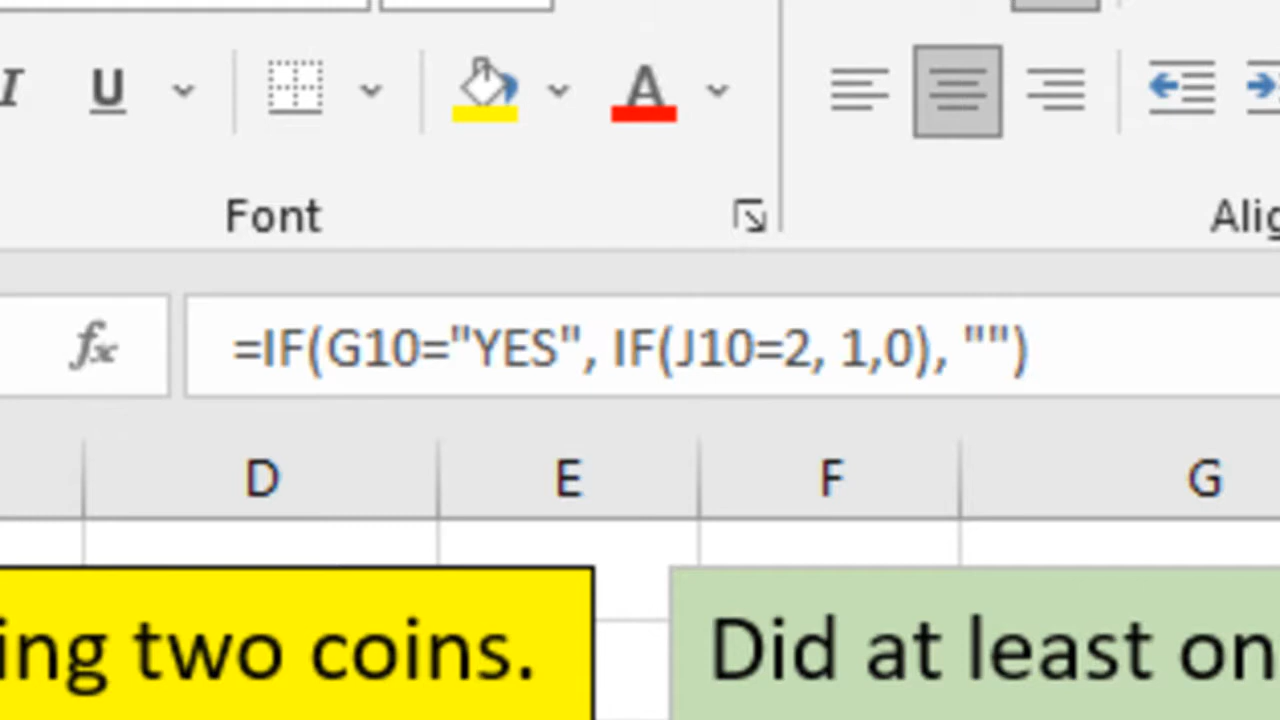 I U A
Font
Alig
fx =IF(G10="YES", IF(J10=2, 1,0), "")
D E F G
ing two coins. Did at least on